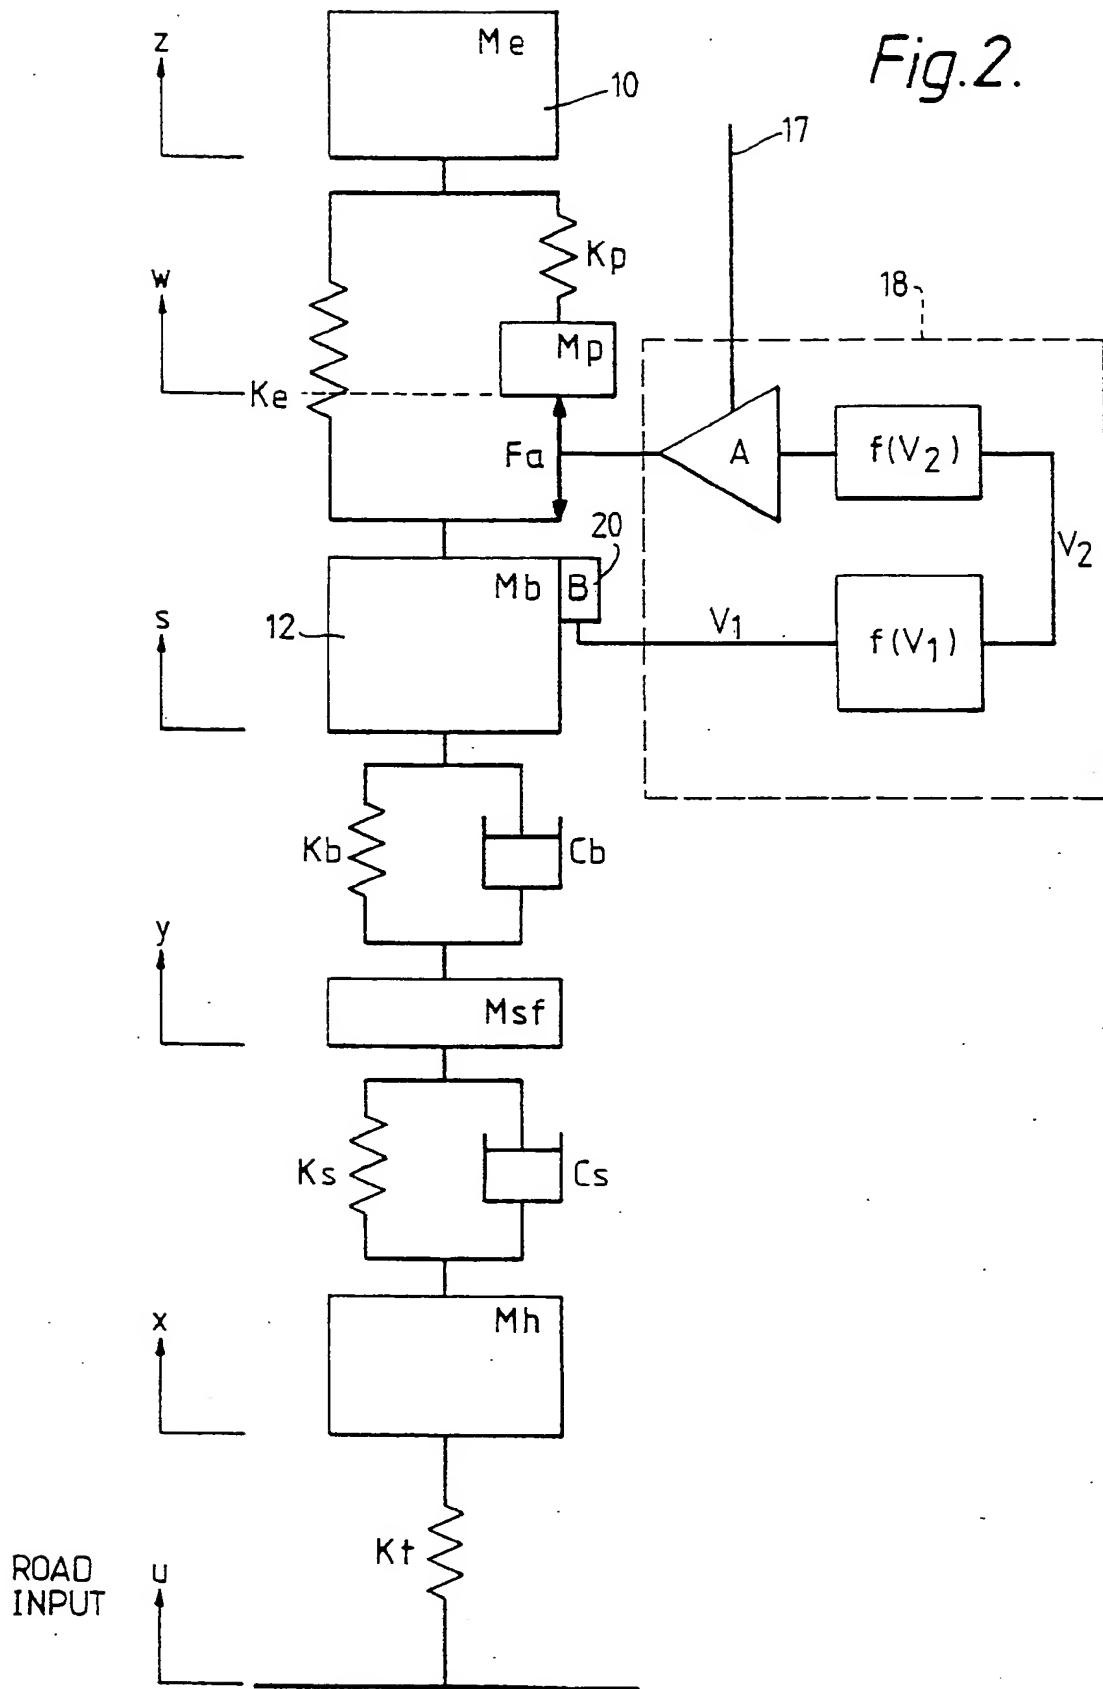 Fig.2.
z
Me
10
17
Kp
w
18
Mp
Ke
Fa
A
f(V2)
20
V2
Mb
B
s
12
V1
f(V1)
Kb
Cb
y
Msf
Ks
Cs
x
Mh
Kt
ROAD
INPUT
u